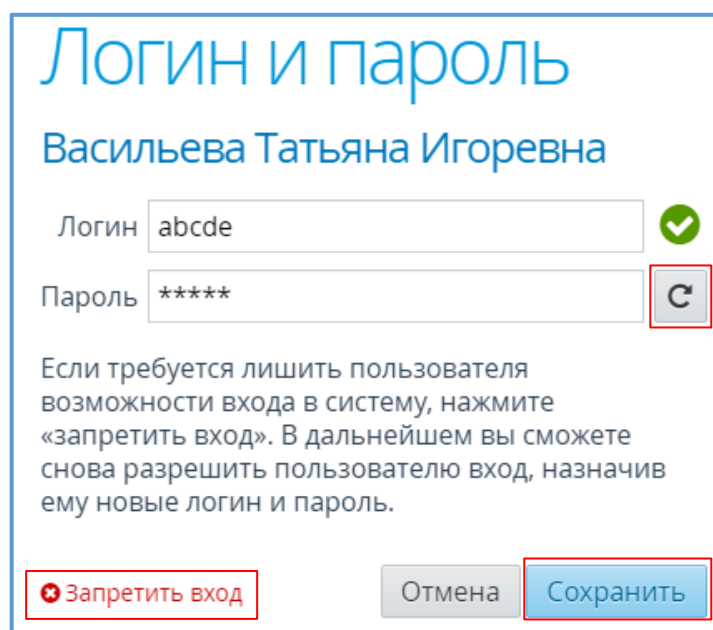 Логин и пароль
Васильева Татьяна Игоревна
Логин abcde
Пароль *****
Если требуется лишить пользователя
возможности входа в систему, нажмите
«запретить вход». В дальнейшем вы сможете
снова разрешить пользователю вход, назначив
ему новые логин и пароль.
Запретить вход Отмена Сохранить